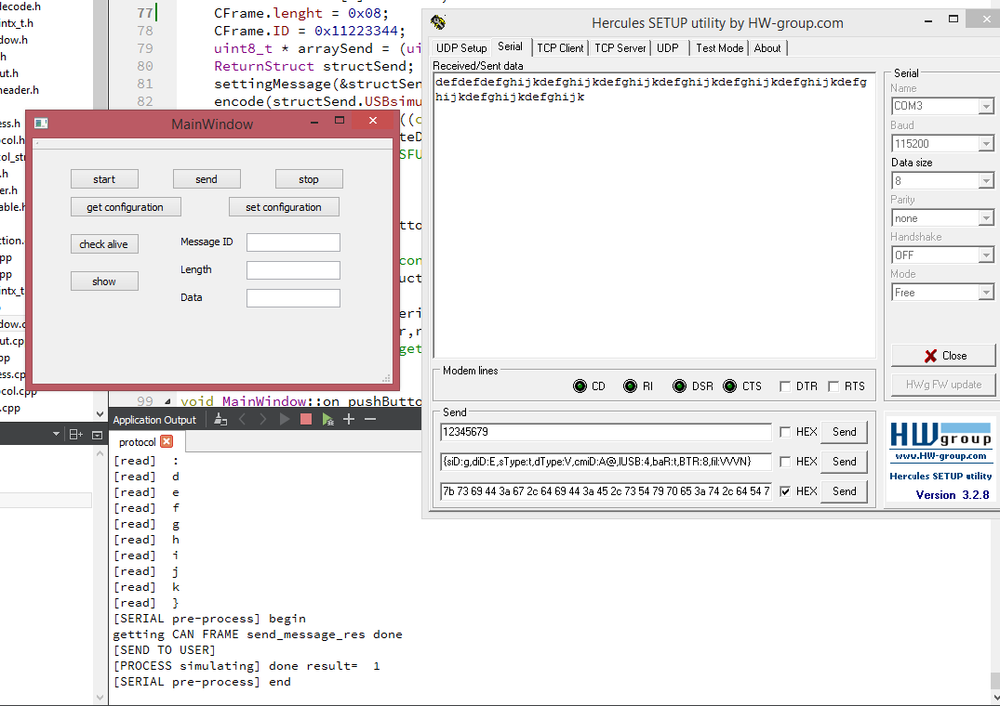 lecode.h
intx_t.h
dow.h
.h
ut.h
header.h
ess.h
col.h
col_str
.h
er.h
able.h
ction.
pp
pp
intx_t
dow.c
ut.cp
pp
ess.cp
ocol.cpp
.cpp
77 CFrame.lenght = 0x08;
78 CFrame.ID = 0x11223344;
79 uint8_t * arraySend = (ui
80 ReturnStruct structSend;
81 settingMessage(&structSen
82 encode(structSend.USBsimu
((c
teD
SFU
tto
con
uct
eri
r,r
get
99 void MainWindow::on_pushButto
MainWindow
start
send
stop
get configuration
set configuration
check alive
Message ID
Length
show
Data
Application Output
protocol
[read] :
[read] d
[read] e
[read] f
[read] g
[read] h
[read] i
[read] j
[read] k
[read] }
[SERIAL pre-process] begin
getting CAN FRAME send_message_res done
[SEND TO USER]
[PROCESS simulating] done result= 1
[SERIAL pre-process] end
Hercules SETUP utility by HW-group.com
UDP Setup
Serial
TCP Client
TCP Server
UDP
Test Mode
About
Received/Sent data
defdefdefghijkdefghijkdefghijkdefghijkdefghijkdefghijkdefg
hijkdefghijkdefghijk
Serial
Name
COM3
Baud
115200
Data size
8
Parity
none
Handshake
OFF
Mode
Free
Close
HWg FW update
Modem lines
CD
RI
DSR
CTS
DTR
RTS
Send
12345679
HEX
Send
{siD:g,diD:E,sType:t,dType:V,cmiD:A@,lUSB:4,baR:t,BTR:8,fil:VVVN}
HEX
Send
7b 73 69 44 3a 67 2c 64 69 44 3a 45 2c 73 54 79 70 65 3a 74 2c 64 54 7
HEX
Send
HWgroup
www.HW-group.com
Hercules SETUP utility
Version 3.2.8